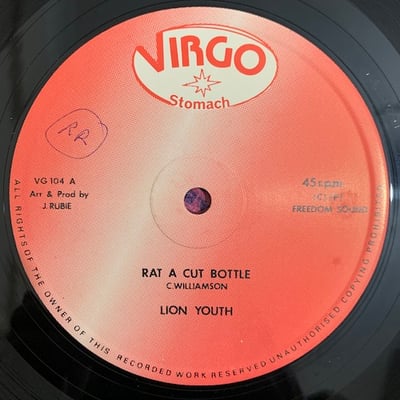 VIRGO
Stomach
RR
VG 104 A
Arr & Prod by
J. RUBIE
45 r.p.m
FREEDOM SOUND
RAT A CUT BOTTLE
C. WILLIAMSON
LION YOUTH
ALL RIGHTS OF THE OWNER OF THIS RECORDED WORK RESERVED UNAUTHORISED COPYING PROHIBITED